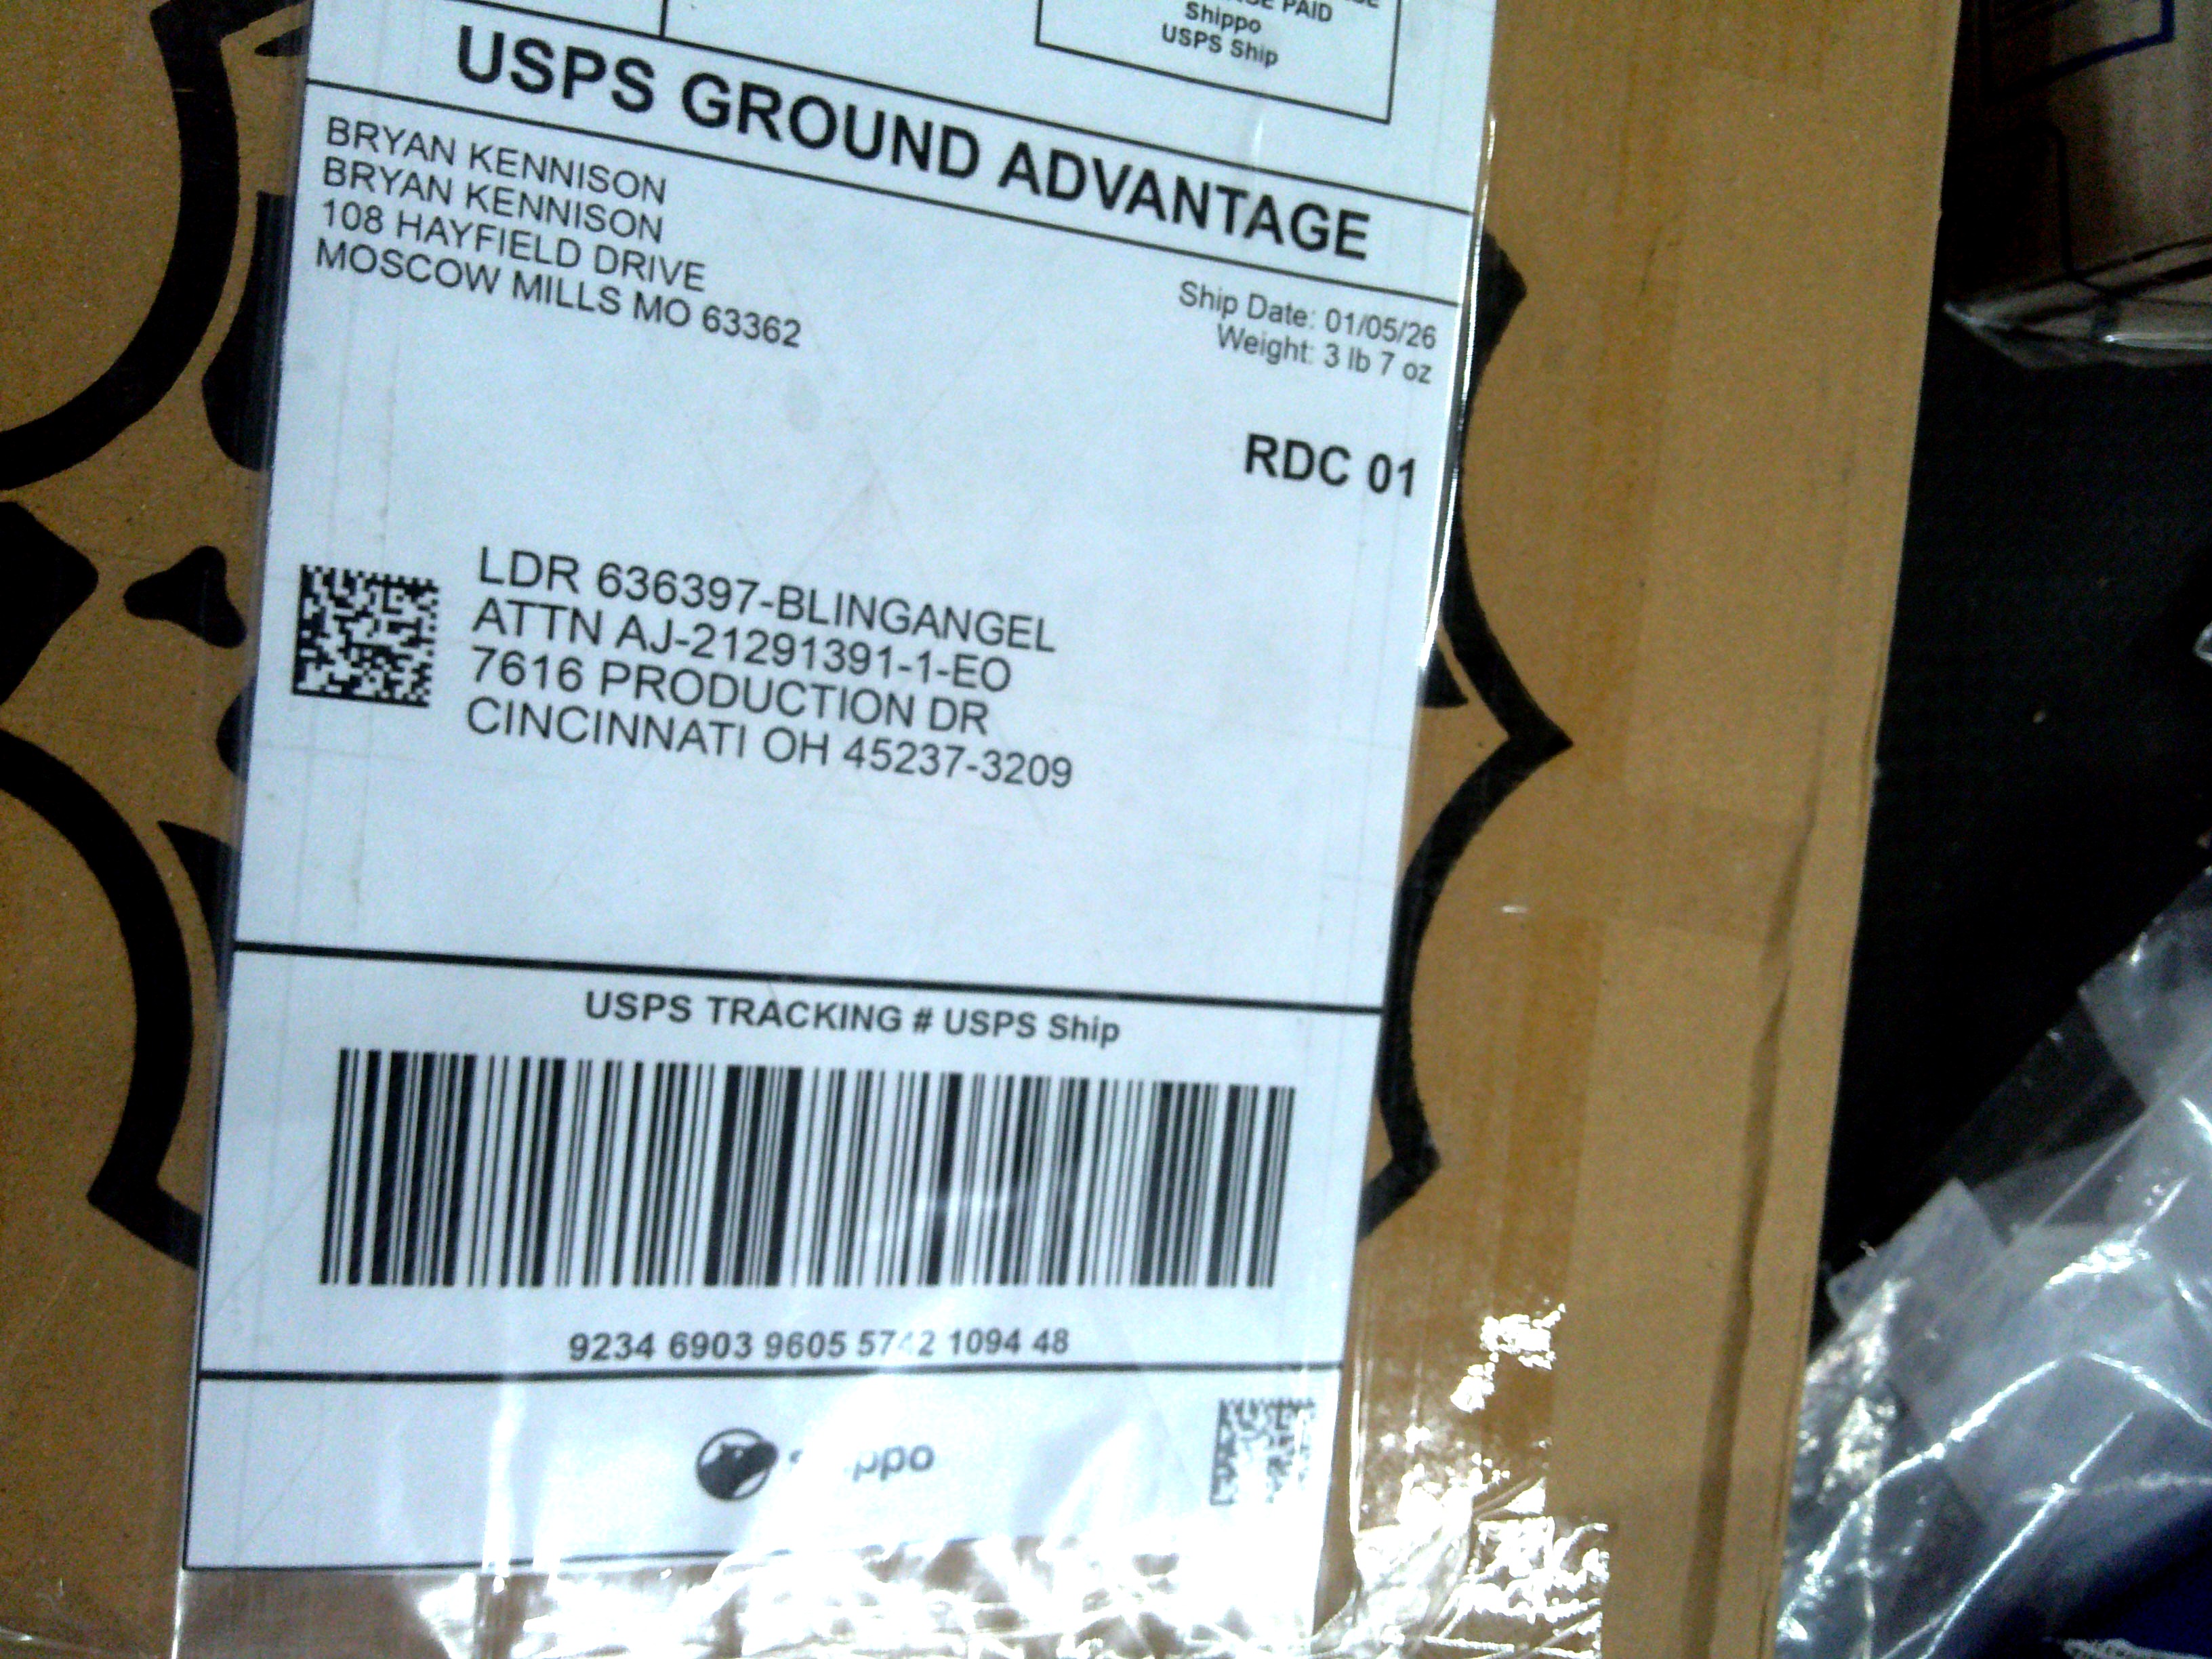 PAID
Shippo
USPS Ship
USPS GROUND ADVANTAGE
BRYAN KENNISON
BRYAN KENNISON
108 HAYFIELD DRIVE
MOSCOW MILLS MO 63362
Ship Date: 01/05/26
Weight: 3 lb 7 oz
RDC 01
LDR 636397-BLINGANGEL
ATTN AJ-21291391-1-EO
7616 PRODUCTION DR
CINCINNATI OH 45237-3209
USPS TRACKING # USPS Ship
9234 6903 9605 5742 1094 48